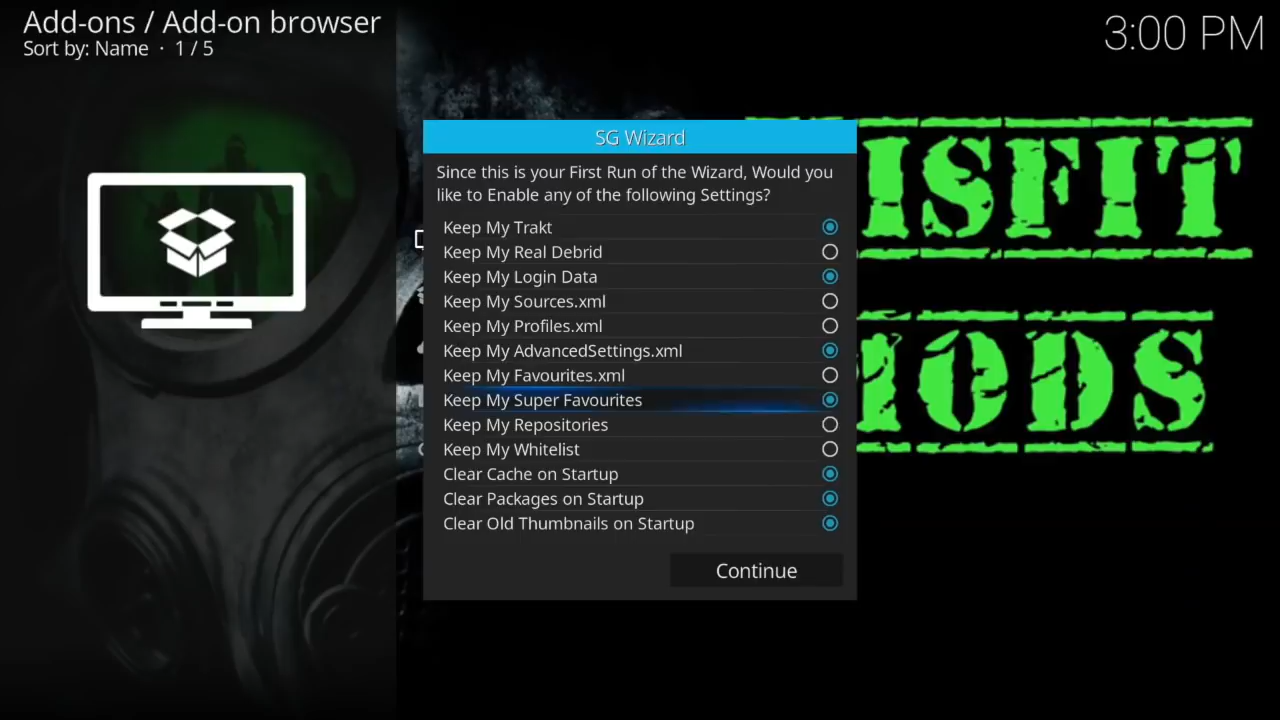 Add-ons / Add-on browser
Sort by: Name · 1 / 5
3:00 PM
SG Wizard
Since this is your First Run of the Wizard, Would you
like to Enable any of the following Settings?
Keep My Trakt
Keep My Real Debrid
Keep My Login Data
Keep My Sources.xml
Keep My Profiles.xml
Keep My AdvancedSettings.xml
Keep My Favourites.xml
Keep My Super Favourites
Keep My Repositories
Keep My Whitelist
Clear Cache on Startup
Clear Packages on Startup
Clear Old Thumbnails on Startup
Continue
ISFIT
MODS